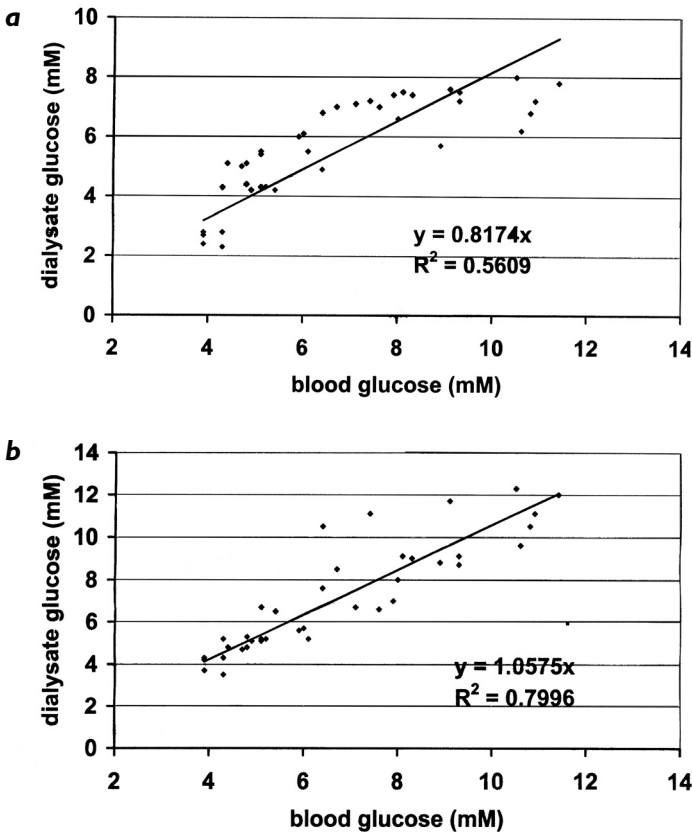 a
10
8
6
4
2
0
dialysate glucose (mM)
y = 0.8174x
R² = 0.5609
2 4 6 8 10 12 14
blood glucose (mM)
b
14
12
10
8
6
4
2
0
dialysate glucose (mM)
y = 1.0575x
R² = 0.7996
2 4 6 8 10 12 14
blood glucose (mM)